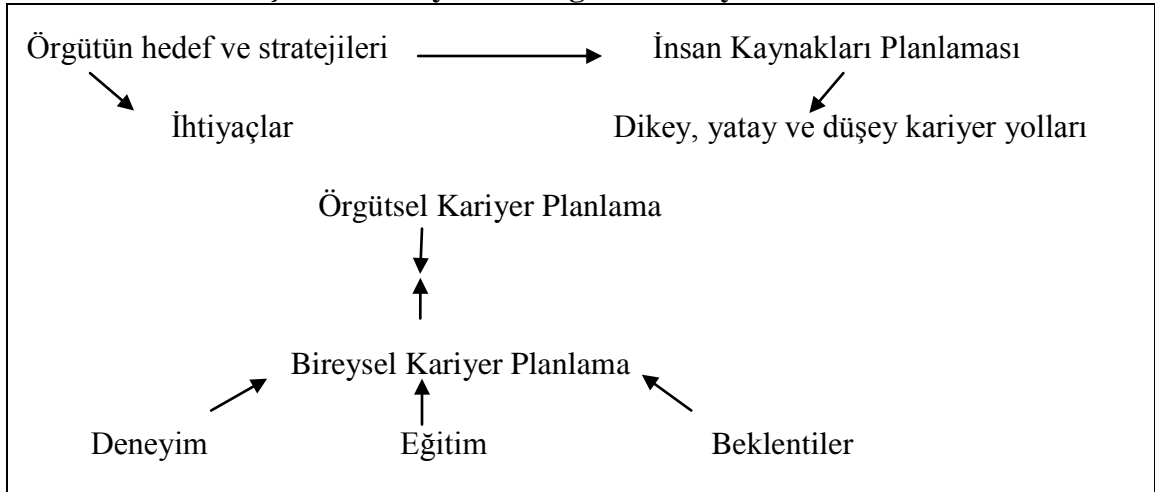 Örgütün hedef ve stratejileri İnsan Kaynakları Planlaması
İhtiyaçlar Dikey, yatay ve düşey kariyer yolları
Örgütsel Kariyer Planlama
Bireysel Kariyer Planlama
Deneyim Eğitim Beklentiler